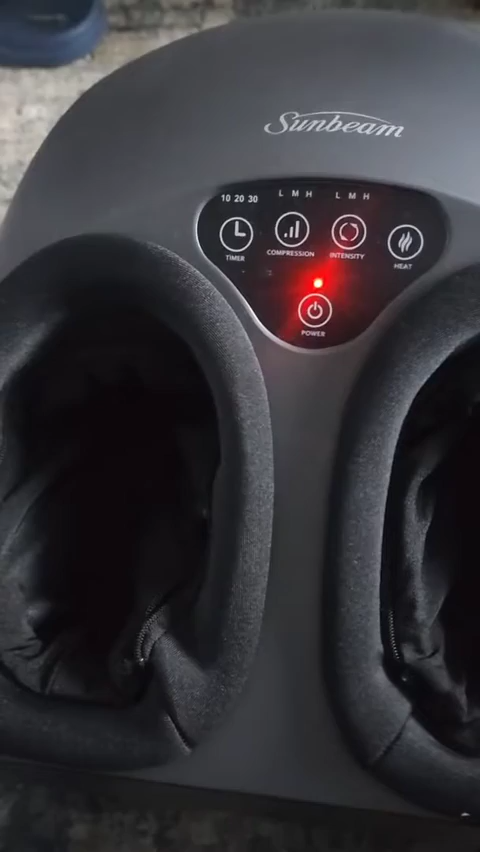 Sunbeam
10 20 30 L M H L M H
TIMER COMPRESSION INTENSITY HEAT
POWER